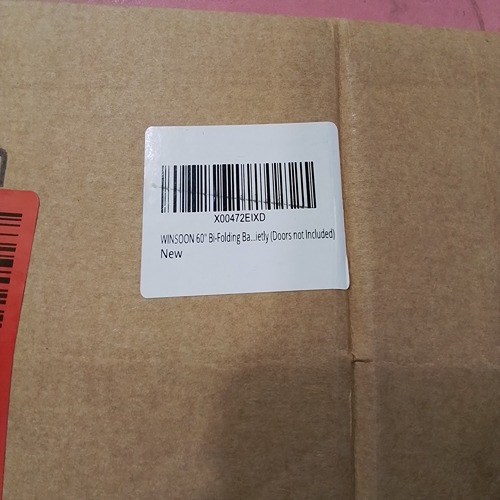 X00472EIXD
WINSOON 60" Bi-Folding Ba...ietly (Doors not Included)
New